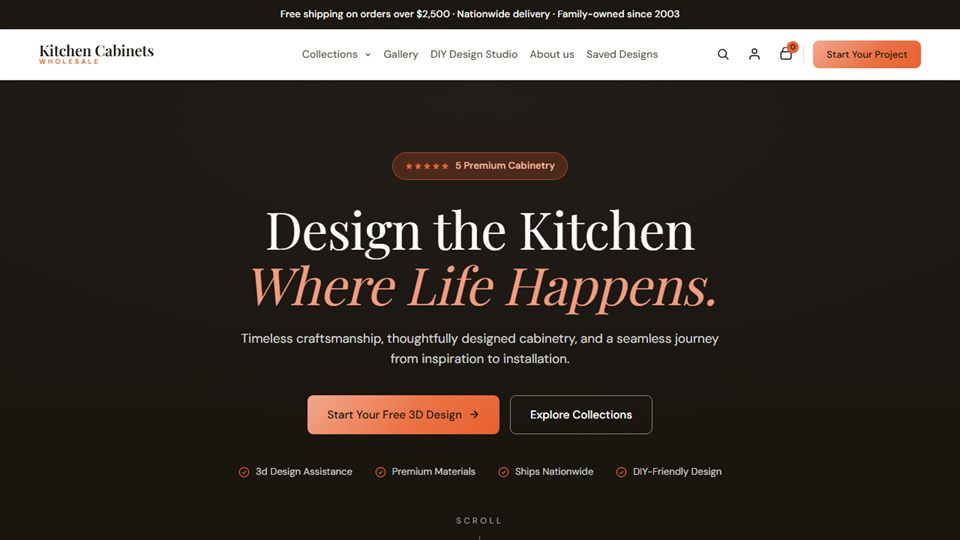 Free shipping on orders over $2,500 · Nationwide delivery · Family-owned since 2003
Kitchen Cabinets
WHOLESALE
Collections Gallery DIY Design Studio About us Saved Designs
0
Start Your Project
5 Premium Cabinetry
Design the Kitchen
Where Life Happens.
Timeless craftsmanship, thoughtfully designed cabinetry, and a seamless journey
from inspiration to installation.
Start Your Free 3D Design
Explore Collections
3d Design Assistance Premium Materials Ships Nationwide DIY-Friendly Design
SCROLL